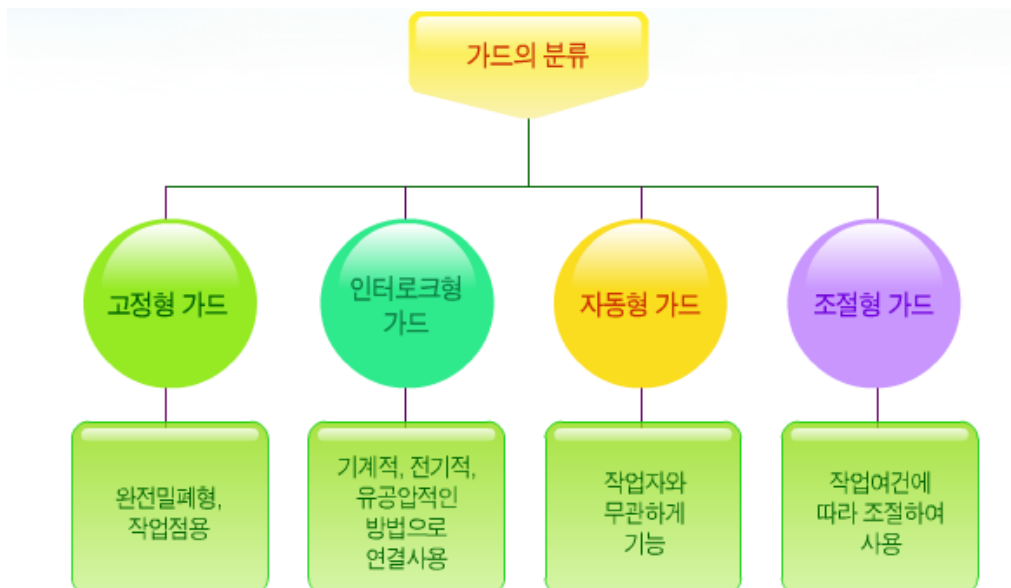 가드의 분류
고정형 가드
인터로크형
가드
자동형 가드
조절형 가드
완전밀폐형,
작업점용
기계적, 전기적,
유공압적인
방법으로
연결사용
작업자와
무관하게
기능
작업여건에
따라 조절하여
사용